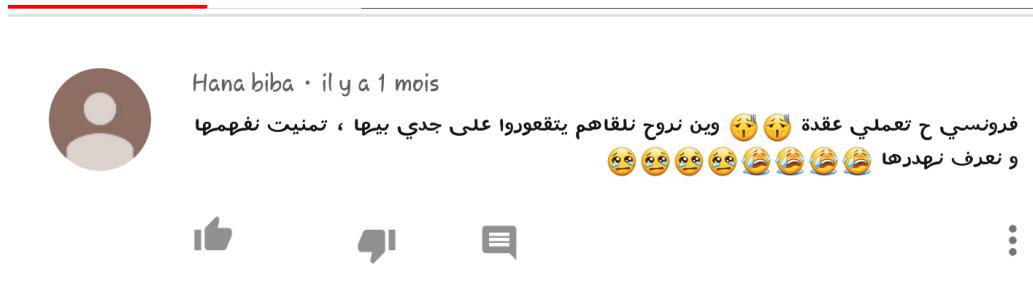 Hana biba · il y a 1 mois
فرونسي ح تعملي عقدة 😫😫 وين نروح نلقاهم يتقعوروا على جدي بيها ، تمنيت نفهمها
و نعرف نهدرها 😭😭😭😭😢😢😢😢